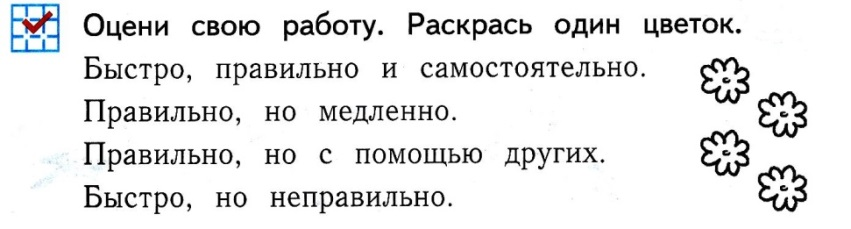 Оцени свою работу. Раскрась один цветок.
Быстро, правильно и самостоятельно.
Правильно, но медленно.
Правильно, но с помощью других.
Быстро, но неправильно.